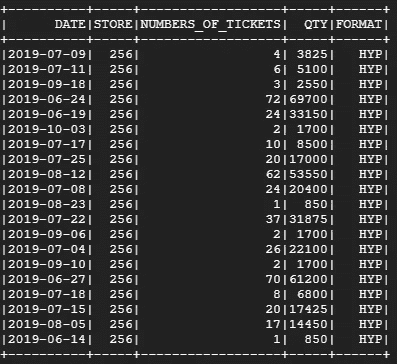 +----------+-----+------------------+-----+------+
|      DATE|STORE|NUMBERS_OF_TICKETS|  QTY|FORMAT|
+----------+-----+------------------+-----+------+
|2019-07-09|  256|                 4| 3825|   HYP|
|2019-07-11|  256|                 6| 5100|   HYP|
|2019-09-18|  256|                 3| 2550|   HYP|
|2019-06-24|  256|                72|69700|   HYP|
|2019-06-19|  256|                24|33150|   HYP|
|2019-10-03|  256|                 2| 1700|   HYP|
|2019-07-17|  256|                10| 8500|   HYP|
|2019-07-25|  256|                20|17000|   HYP|
|2019-08-12|  256|                62|53550|   HYP|
|2019-07-08|  256|                24|20400|   HYP|
|2019-08-23|  256|                 1|  850|   HYP|
|2019-07-22|  256|                37|31875|   HYP|
|2019-09-06|  256|                 2| 1700|   HYP|
|2019-07-04|  256|                26|22100|   HYP|
|2019-09-10|  256|                 2| 1700|   HYP|
|2019-06-27|  256|                70|61200|   HYP|
|2019-07-18|  256|                 8| 6800|   HYP|
|2019-07-15|  256|                20|17425|   HYP|
|2019-08-05|  256|                17|14450|   HYP|
|2019-06-14|  256|                 1|  850|   HYP|
+----------+-----+------------------+-----+------+